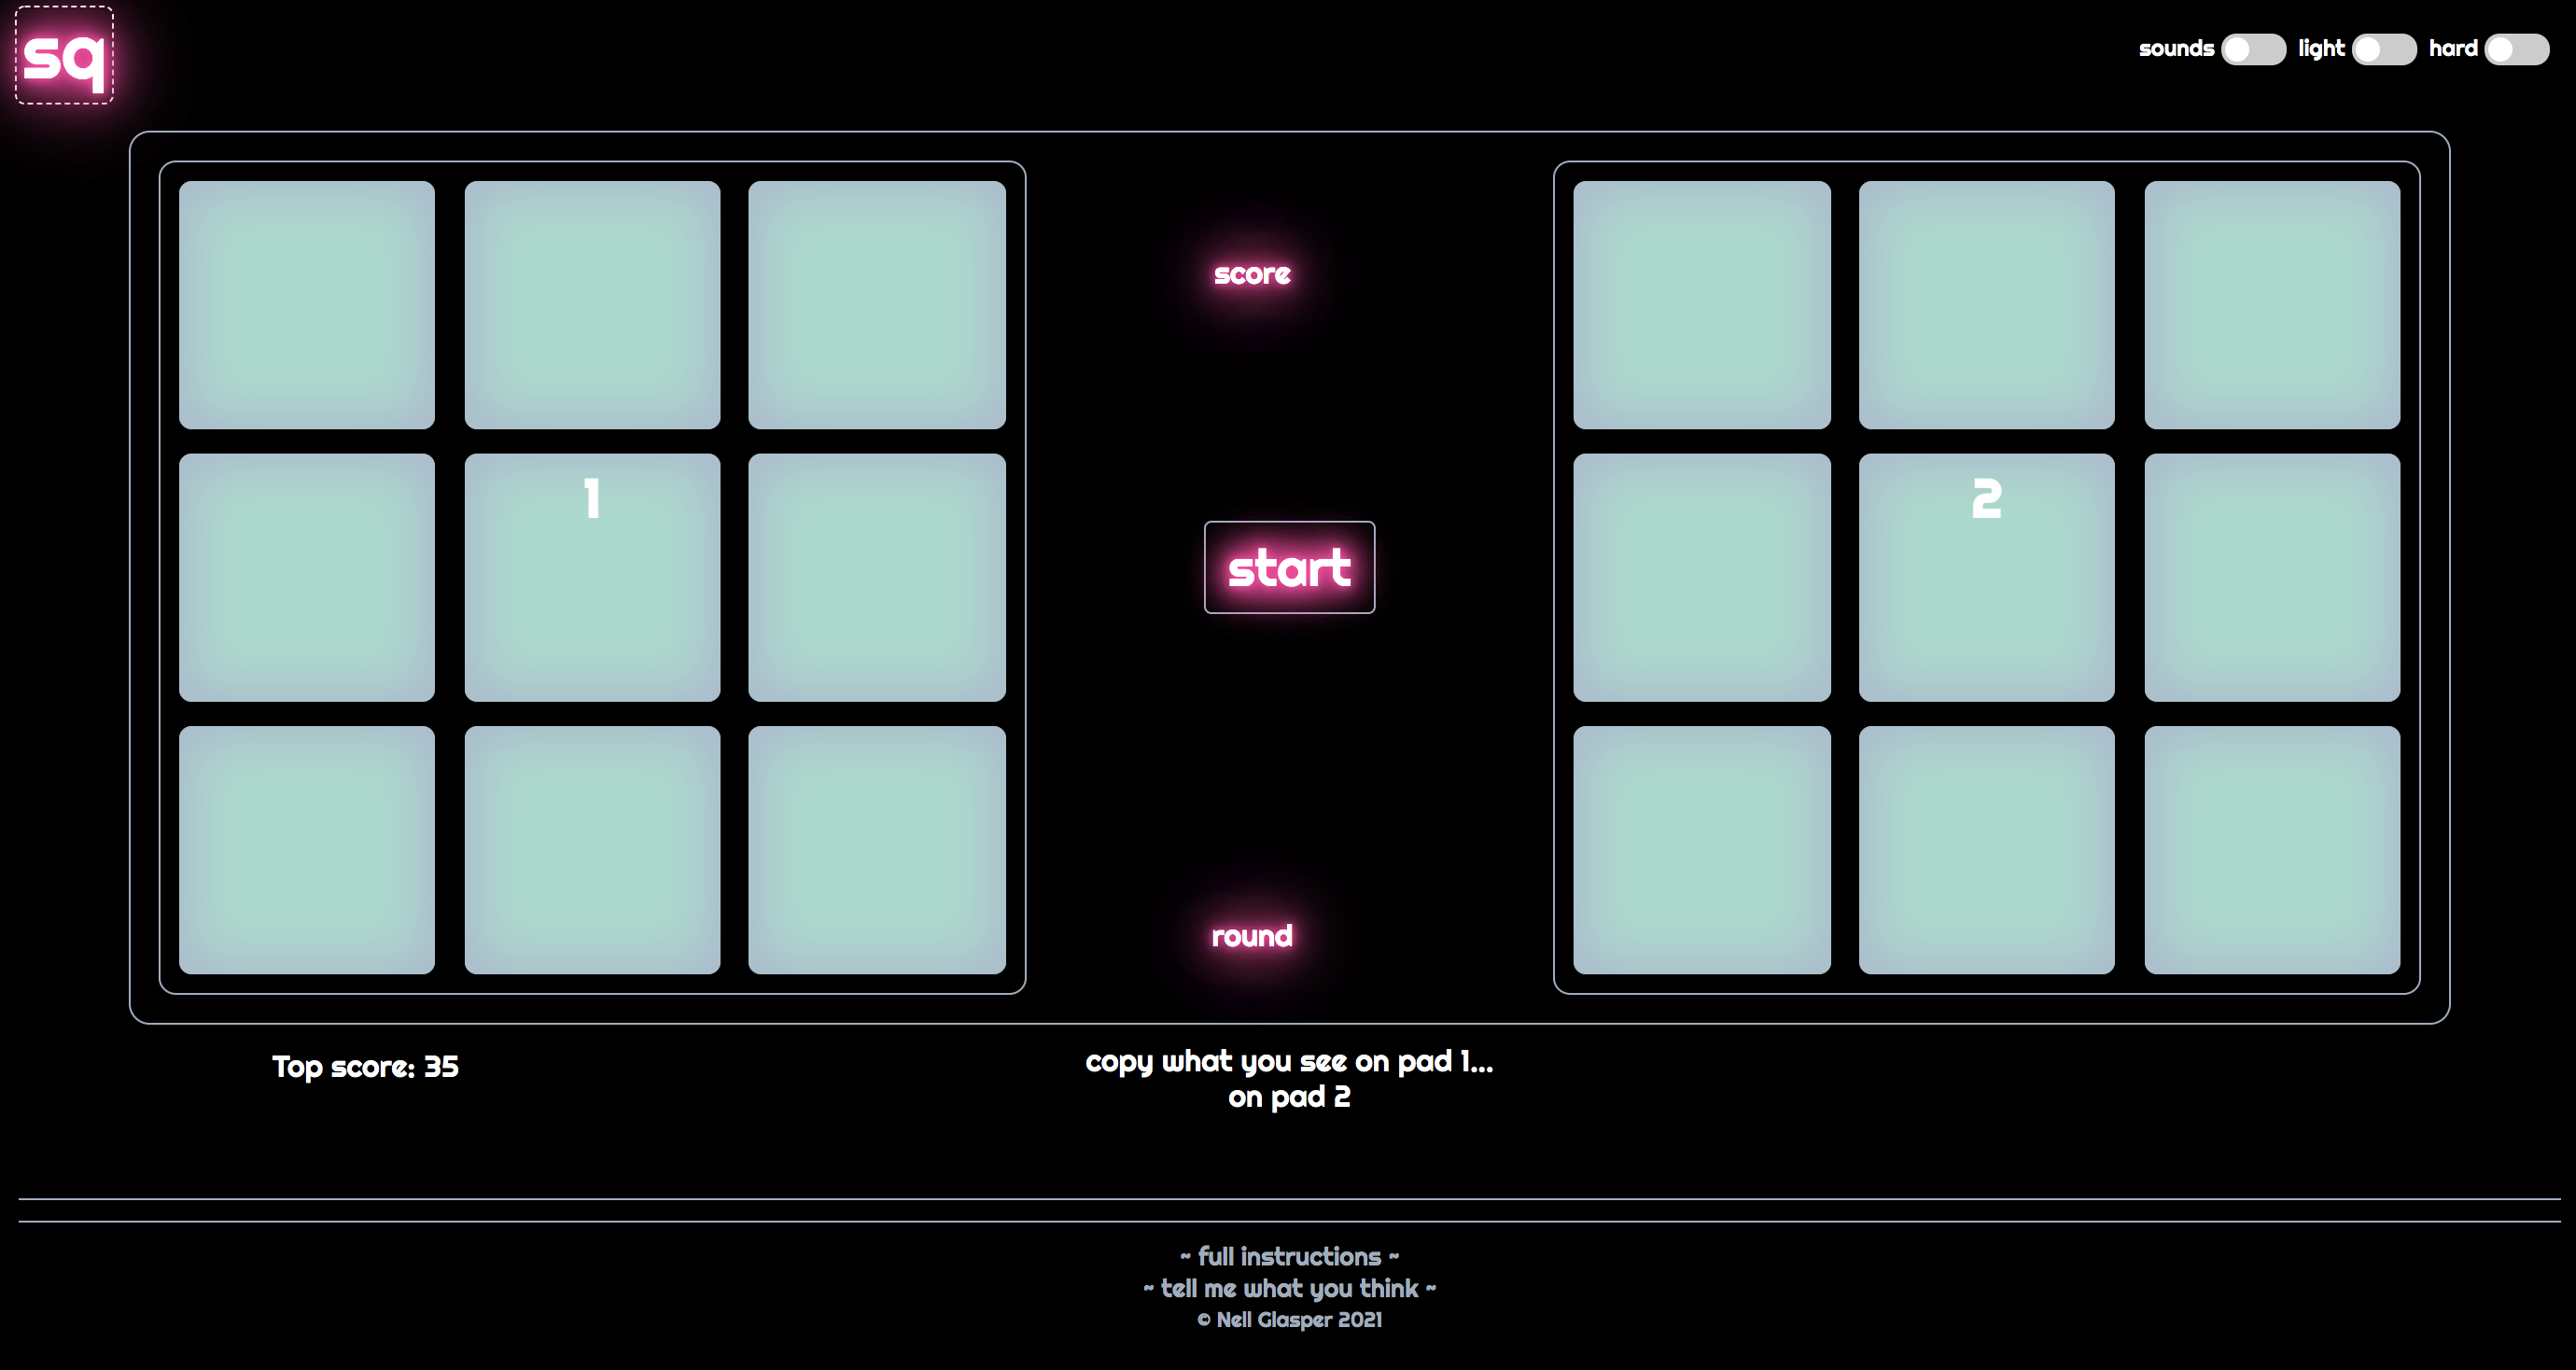 sq
sounds light hard
score
1
2
start
round
Top score: 35
copy what you see on pad 1...
on pad 2
~ full instructions ~
~ tell me what you think ~
© Nell Glasper 2021